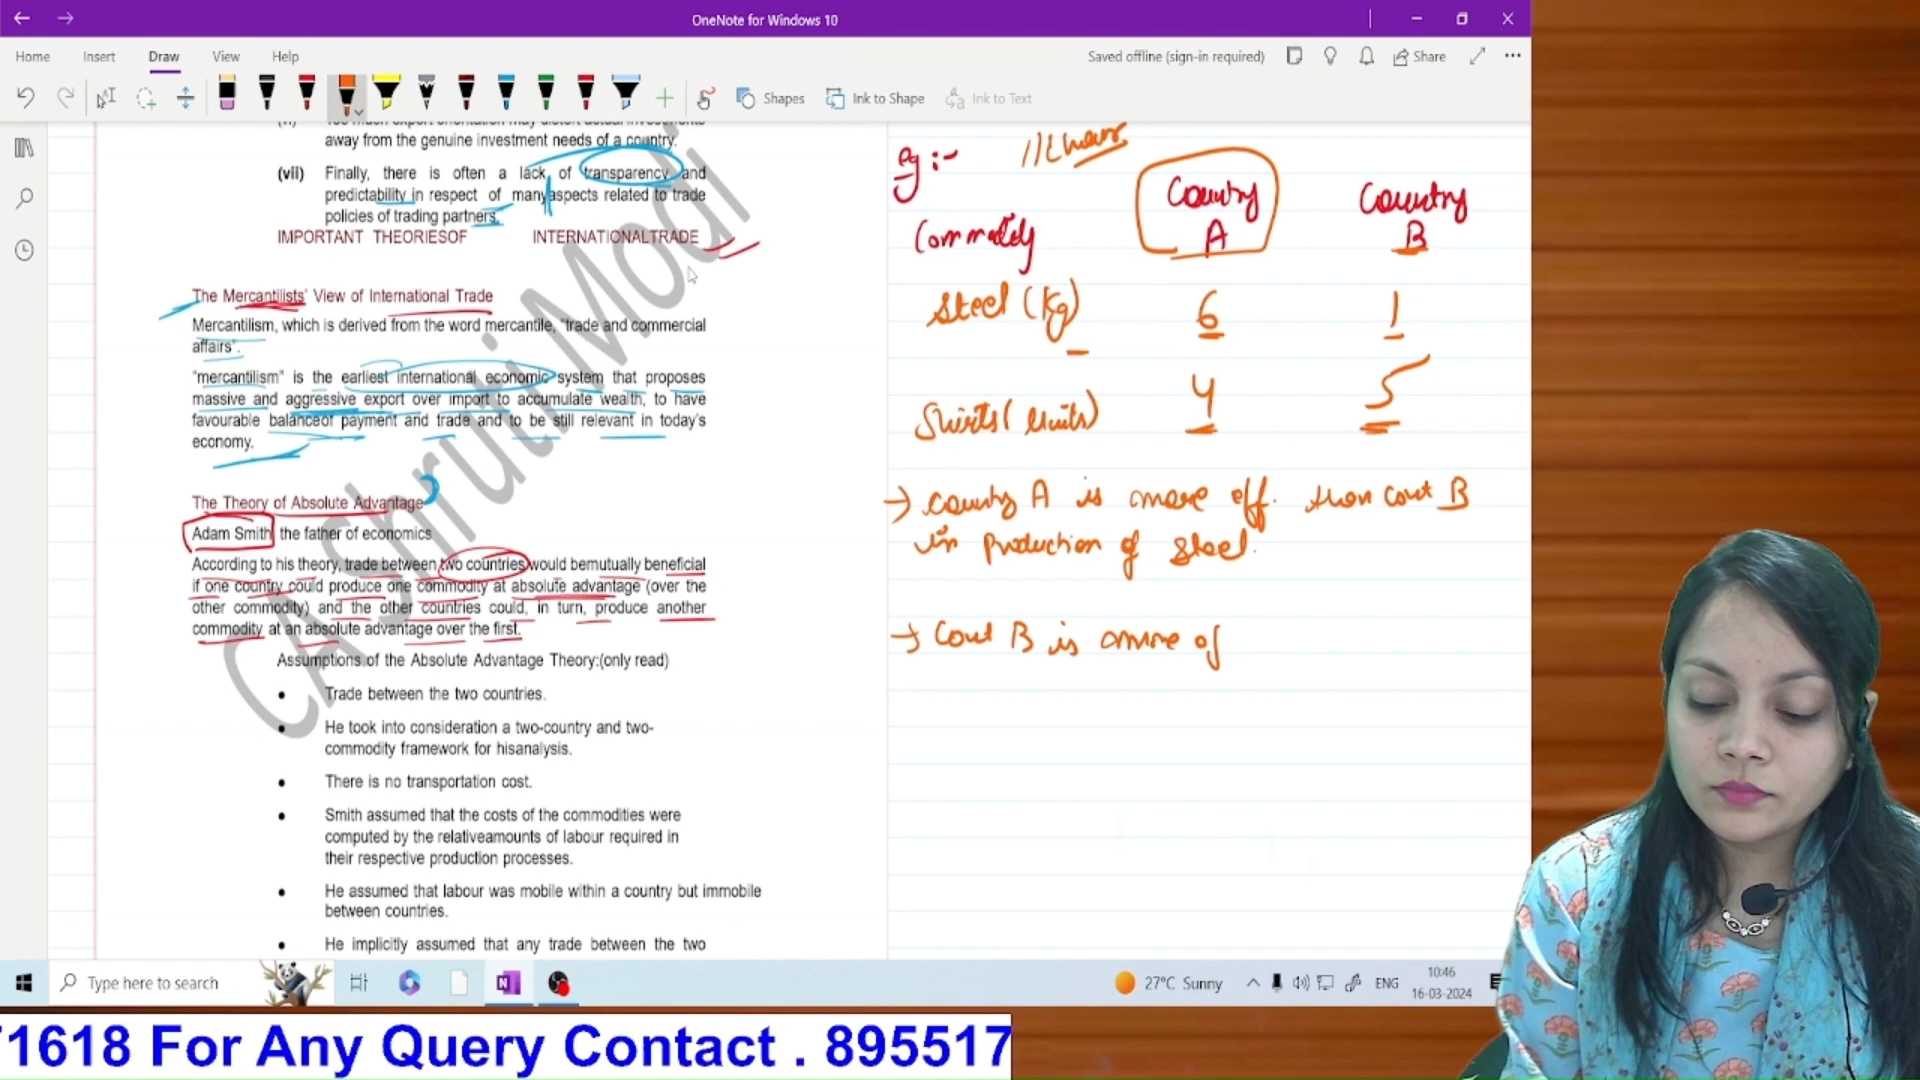 OneNote for Windows 10
Home Insert Draw View Help
Saved offline (sign-in required) Share
Shapes Ink to Shape Ink to Text
away from the genuine investment needs of a country.
(vii) Finally, there is often a lack of transparency and
predictability in respect of many aspects related to trade
policies of trading partners.
IMPORTANT THEORIESOF INTERNATIONALTRADE
The Mercantilists' View of International Trade
Mercantilism, which is derived from the word mercantile, "trade and commercial
affairs".
"mercantilism" is the earliest international economic system that proposes
massive and aggressive export over import to accumulate wealth, to have
favourable balanceof payment and trade and to be still relevant in today's
economy.
The Theory of Absolute Advantage
Adam Smith the father of economics
According to his theory, trade between two countries would bemutually beneficial
if one country could produce one commodity at absolute advantage (over the
other commodity) and the other countries could, in turn, produce another
commodity at an absolute advantage over the first.
Assumptions of the Absolute Advantage Theory:(only read)
• Trade between the two countries.
• He took into consideration a two-country and two-
commodity framework for hisanalysis.
• There is no transportation cost.
• Smith assumed that the costs of the commodities were
computed by the relativeamounts of labour required in
their respective production processes.
• He assumed that labour was mobile within a country but immobile
between countries.
• He implicitly assumed that any trade between the two
CA Shruti Modi
eg :-
Commodity Country A Country B
Steel (Kg) 6 1
Shirts (Units) 4 5
→ Country A is more eff. than Cout B
in Production of Steel.
→ Cout B is more ef
Type here to search
27°C Sunny ENG 10:46
16-03-2024
1618 For Any Query Contact . 895517